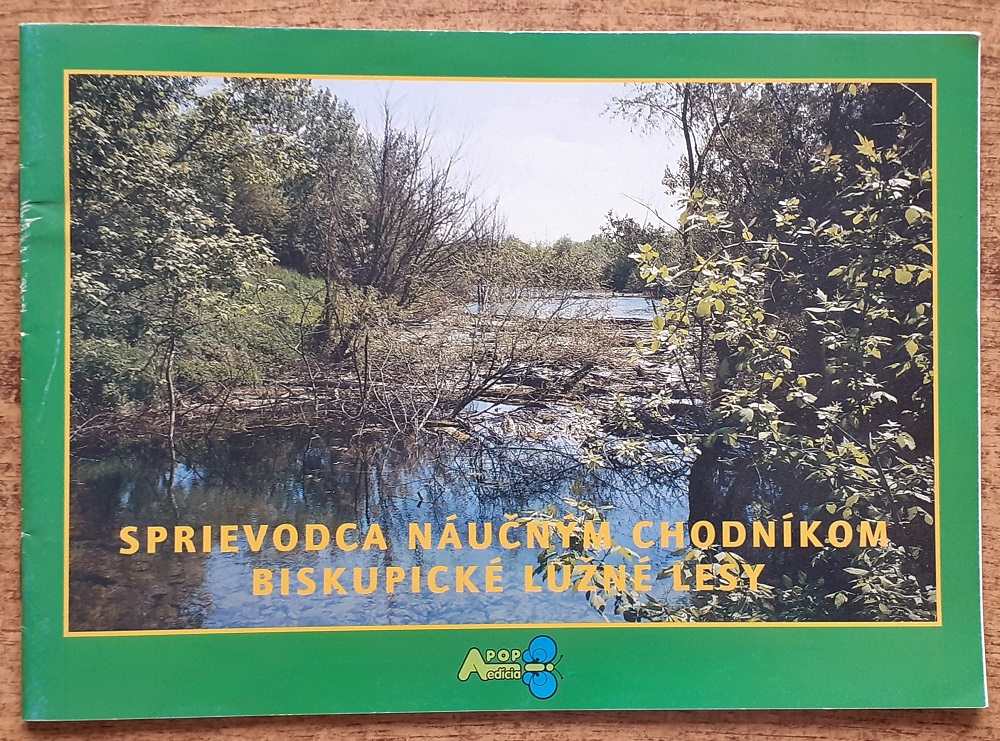 SPRIEVODCA NÁUČNÝM CHODNÍKOM
BISKUPICKÉ LUŽNÉ LESY
APOP
edícia